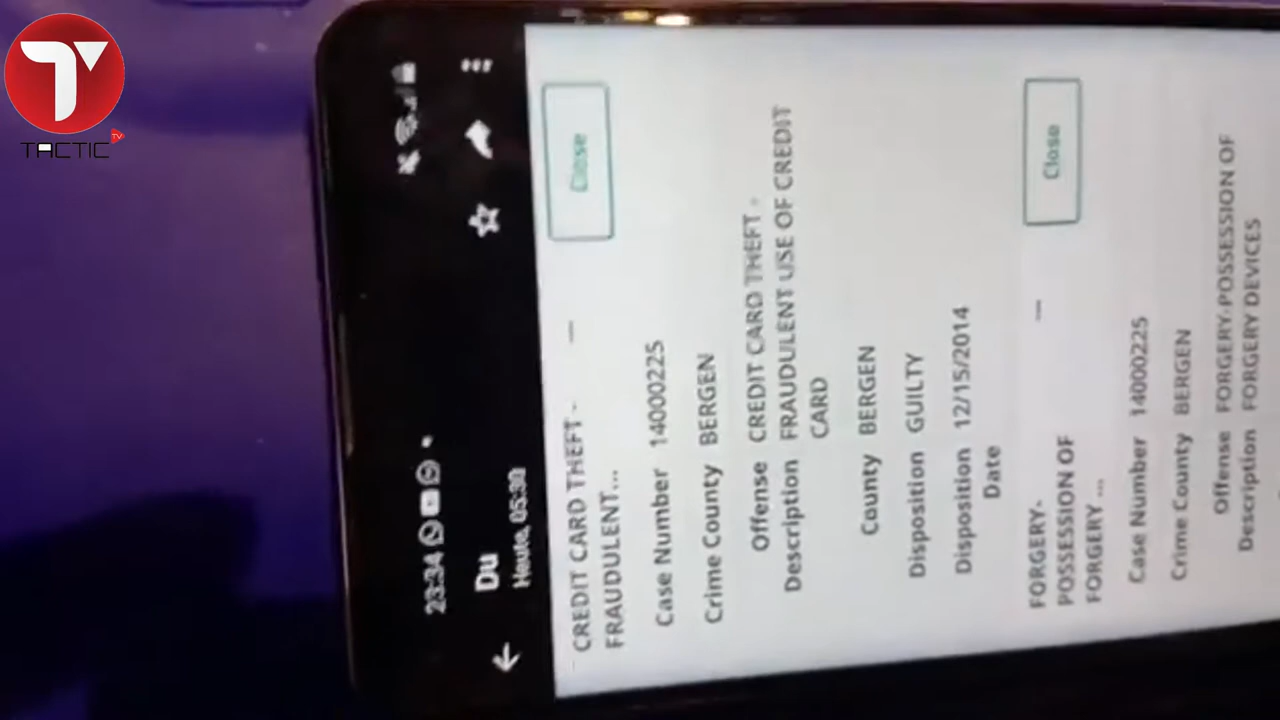 TACTIC
TV
23:34
Du
Heute, 05:30
CREDIT CARD THEFT -
FRAUDULENT...
Close
Case Number 14000225
Crime County BERGEN
Offense CREDIT CARD THEFT -
Description FRAUDULENT USE OF CREDIT
CARD
County BERGEN
Disposition GUILTY
Disposition 12/15/2014
Date
FORGERY-
POSSESSION OF
FORGERY ...
Close
Case Number 14000225
Crime County BERGEN
Offense FORGERY-POSSESSION OF
Description FORGERY DEVICES